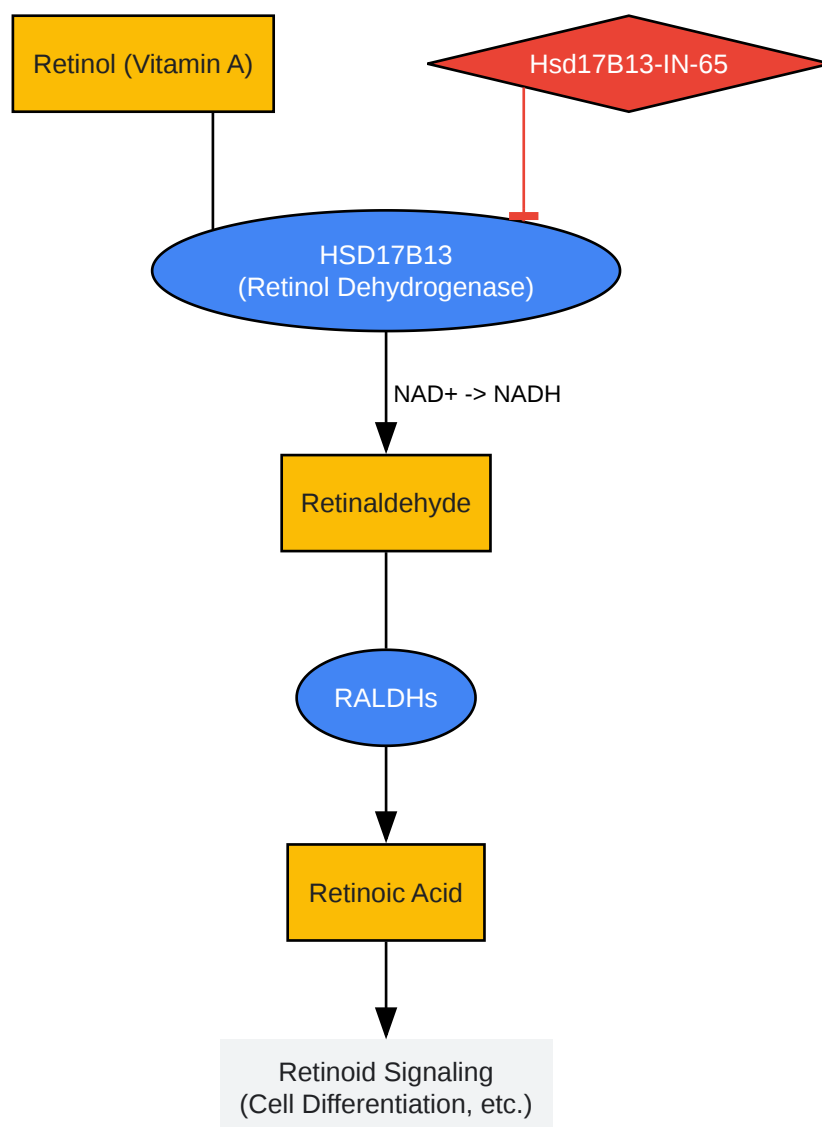 Retinol (Vitamin A)
Hsd17B13-IN-65
HSD17B13
(Retinol Dehydrogenase)
NAD+ -> NADH
Retinaldehyde
RALDHs
Retinoic Acid
Retinoid Signaling
(Cell Differentiation, etc.)